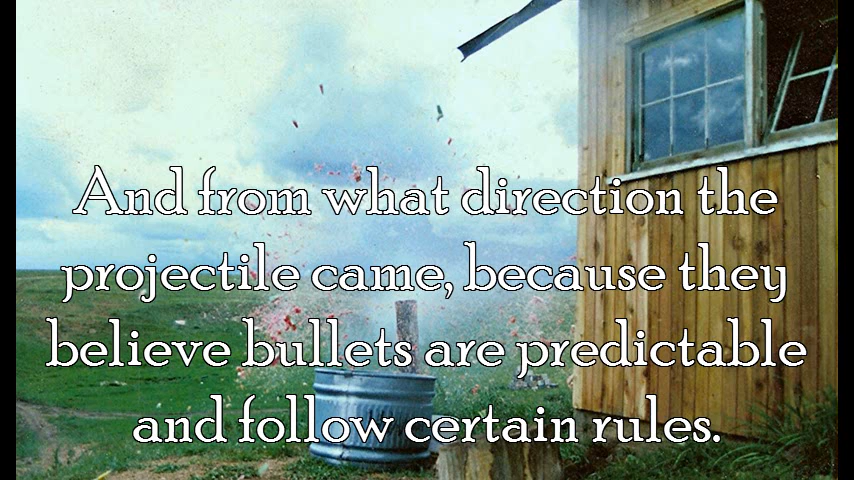 And from what direction the
projectile came, because they
believe bullets are predictable
and follow certain rules.